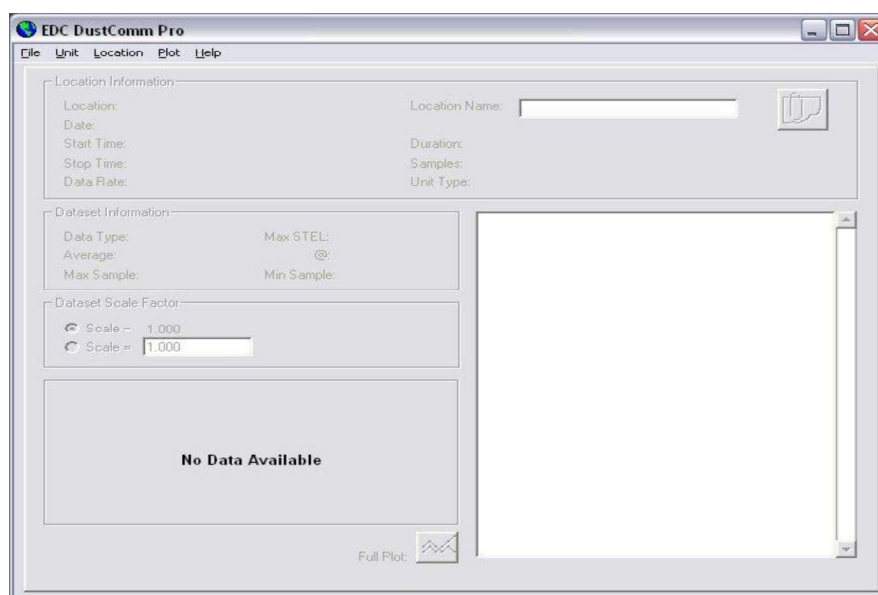 EDC DustComm Pro
File Unit Location Plot Help
Location Information
Location: Location Name:
Date:
Start Time: Duration:
Stop Time: Samples:
Data Rate: Unit Type:
Dataset Information
Data Type: Max STEL:
Average: @:
Max Sample: Min Sample:
Dataset Scale Factor
Scale = 1.000
Scale = 1.000
No Data Available
Full Plot: